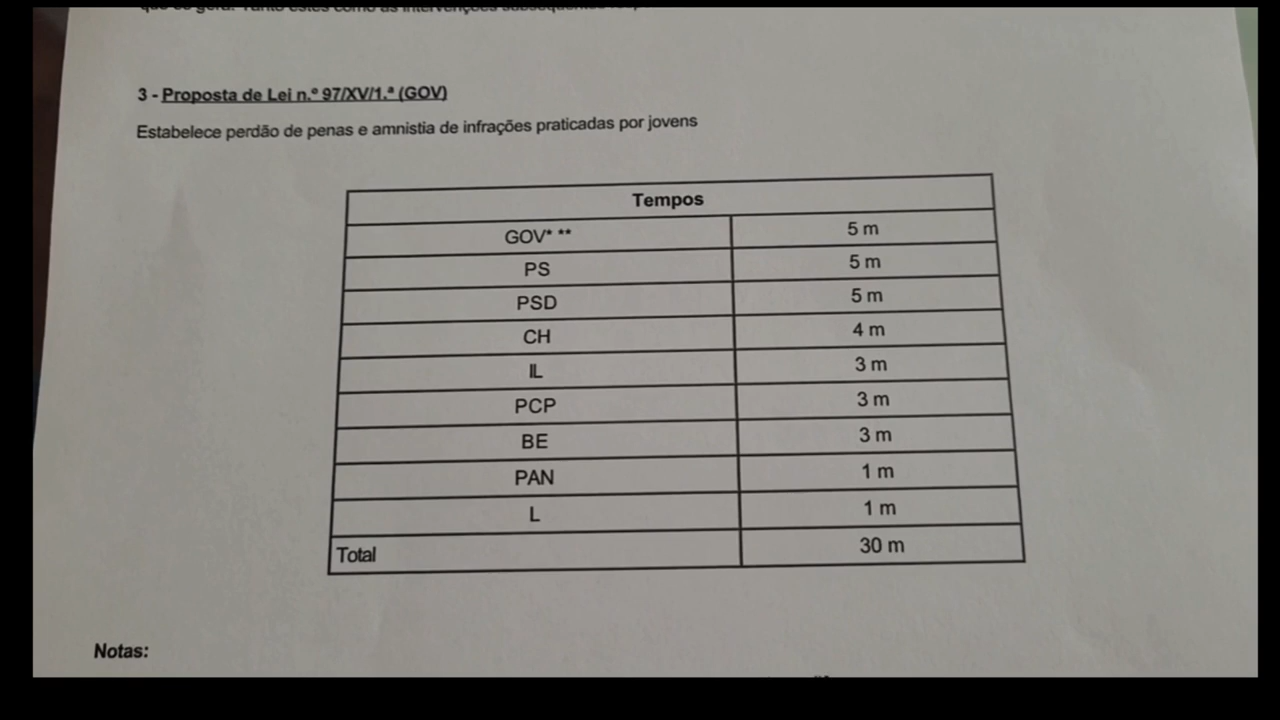 3 - Proposta de Lei n.º 97/XV/1.ª (GOV)
Estabelece perdão de penas e amnistia de infrações praticadas por jovens
Tempos
GOV* ** 5 m
PS 5 m
PSD 5 m
CH 4 m
IL 3 m
PCP 3 m
BE 3 m
PAN 1 m
L 1 m
Total 30 m
Notas: